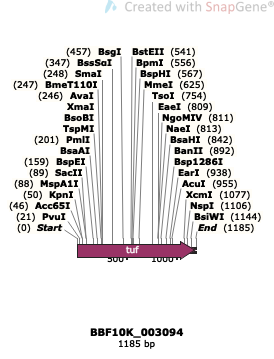 Created with SnapGene®
(457) BsgI BstEII (541)
(347) BssSαI BpmI (556)
(248) SmaI BspHI (567)
(247) BmeT110I MmeI (625)
(246) AvaI TsoI (754)
XmaI EaeI (809)
BsoBI NgoMIV (811)
TspMI NaeI (813)
(201) PmlI BsaHI (842)
BsaAI BanII (892)
(159) BspEI Bsp1286I
(89) SacII EarI (938)
(88) MspA1I AcuI (955)
(50) KpnI XcmI (1077)
(46) Acc65I NspI (1106)
(21) PvuI BsiWI (1144)
(0) Start End (1185)
tuf
500 1000
BBF10K_003094
1185 bp